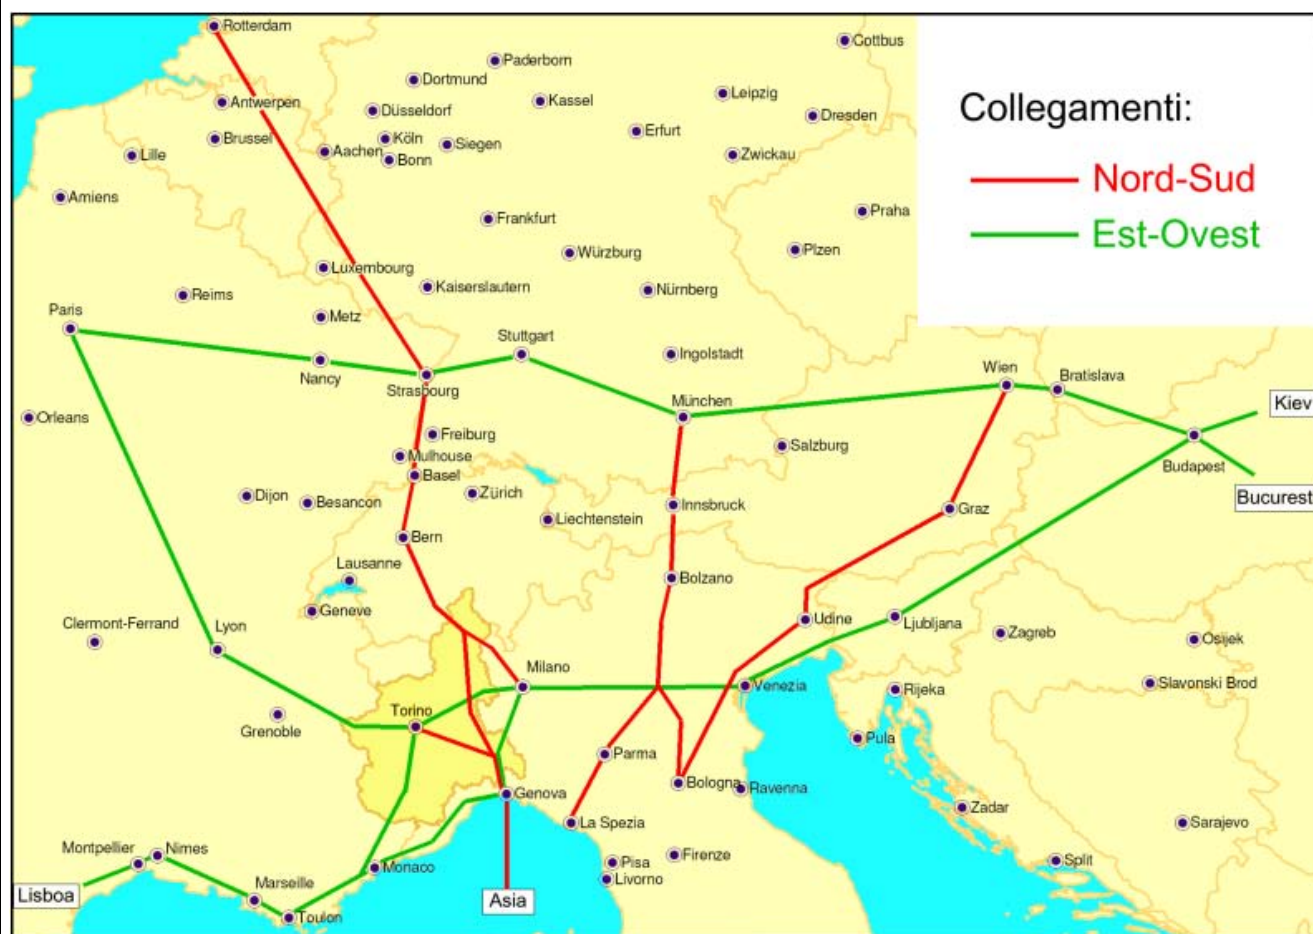 Rotterdam
Cottbus
Paderborn
Dortmund
Leipzig
Kassel
Antwerpen
Düsseldorf
Dresden
Collegamenti:
Erfurt
Brussel
Köln
Siegen
Aachen
Bonn
Lille
Zwickau
Nord-Sud
Amiens
Praha
Frankfurt
Est-Ovest
Plzen
Würzburg
Luxembourg
Kaiserslautern
Nürnberg
Reims
Paris
Metz
Stuttgart
Ingolstadt
Nancy
Wien
Bratislava
Strasbourg
München
Kiev
Orleans
Freiburg
Salzburg
Mulhouse
Budapest
Basel
Dijon
Besancon
Zürich
Bucurest
Innsbruck
Graz
Liechtenstein
Bern
Lausanne
Bolzano
Geneve
Clermont-Ferrand
Lyon
Udine
Ljubljana
Zagreb
Osijek
Milano
Venezia
Rijeka
Slavonski Brod
Torino
Grenoble
Pula
Parma
Bologna
Ravenna
Genova
Zadar
La Spezia
Sarajevo
Montpellier
Nimes
Firenze
Pisa
Split
Monaco
Livorno
Marseille
Lisboa
Asia
Toulon